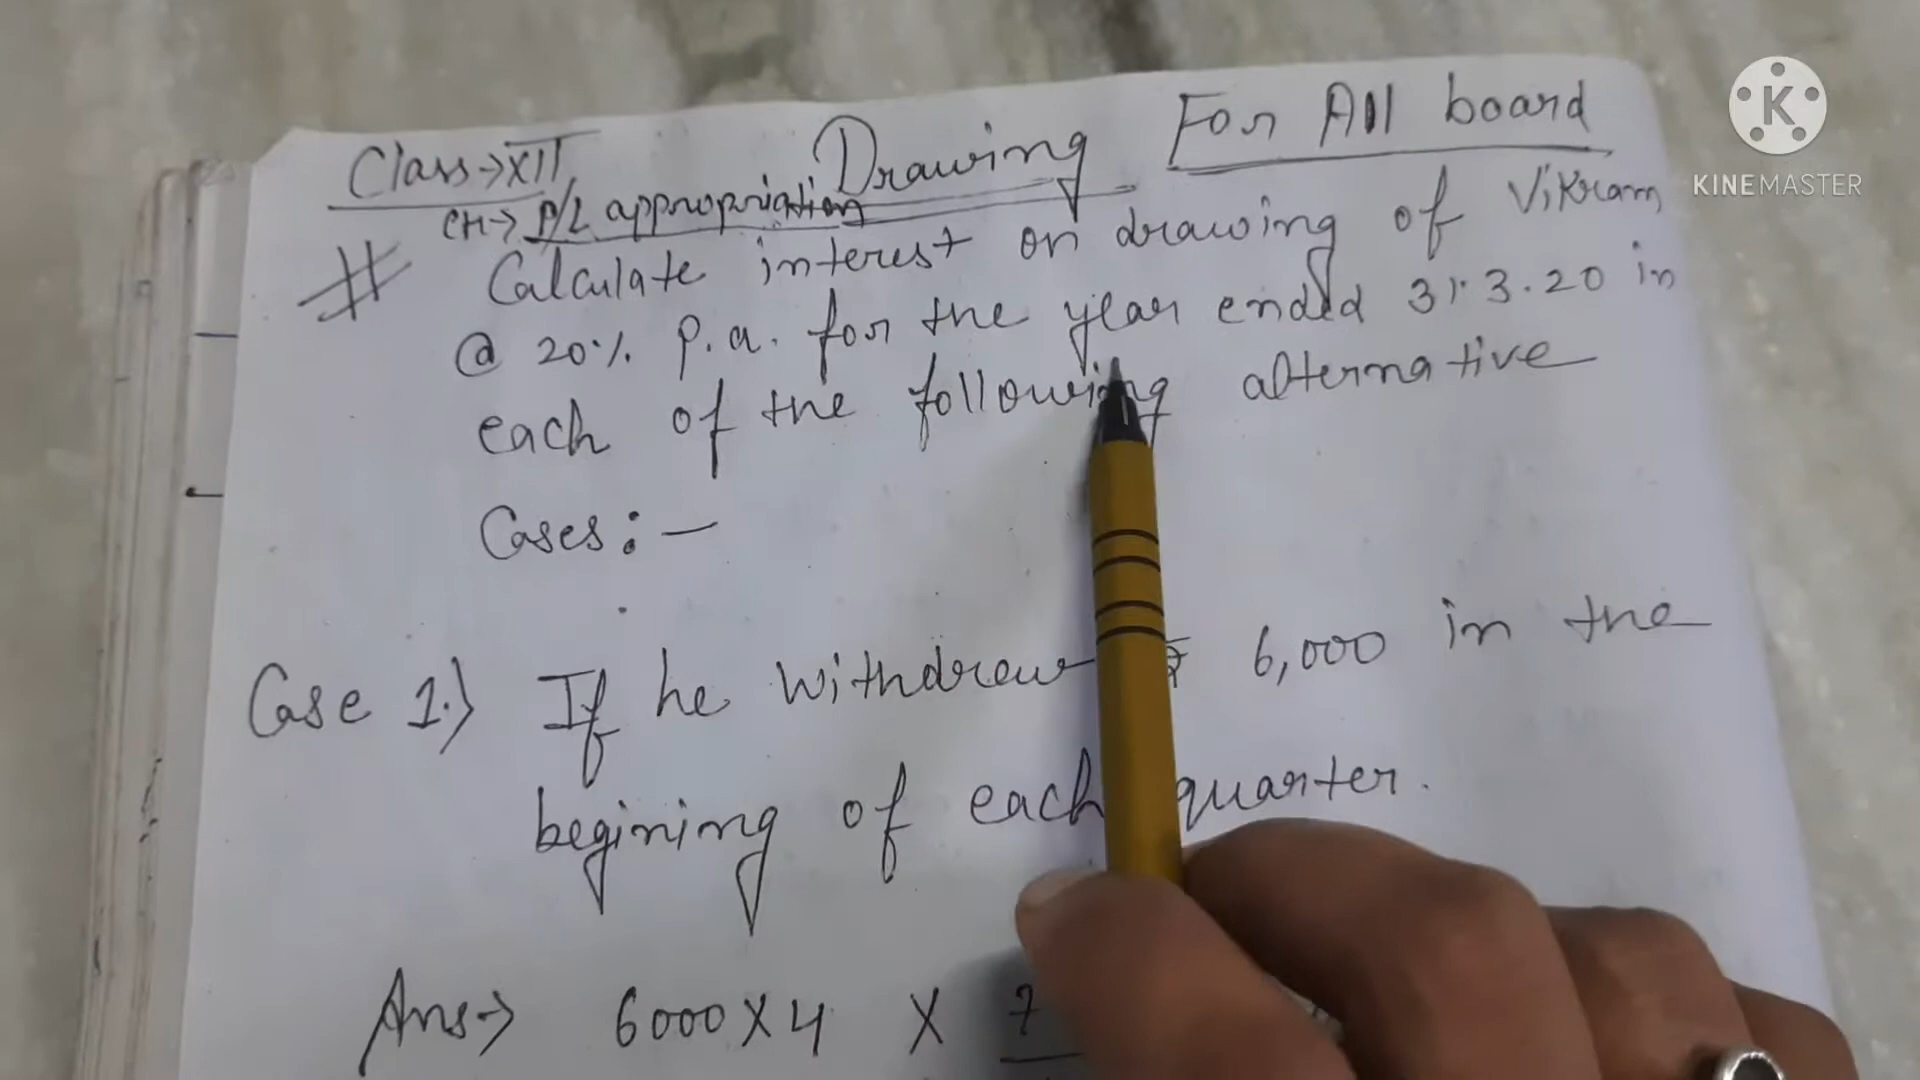 Class→XII Drawing For All board
CH→ P/L appropriation
# Calculate interest on drawing of Vikram
@ 20% P.a. for the year ended 31.3.20 in
each of the following alternative
Cases:—
Case 1.) If he withdrew ₹ 6,000 in the
begining of each quarter.
Ans→ 6000 X 4 X 7
K
KINEMASTER